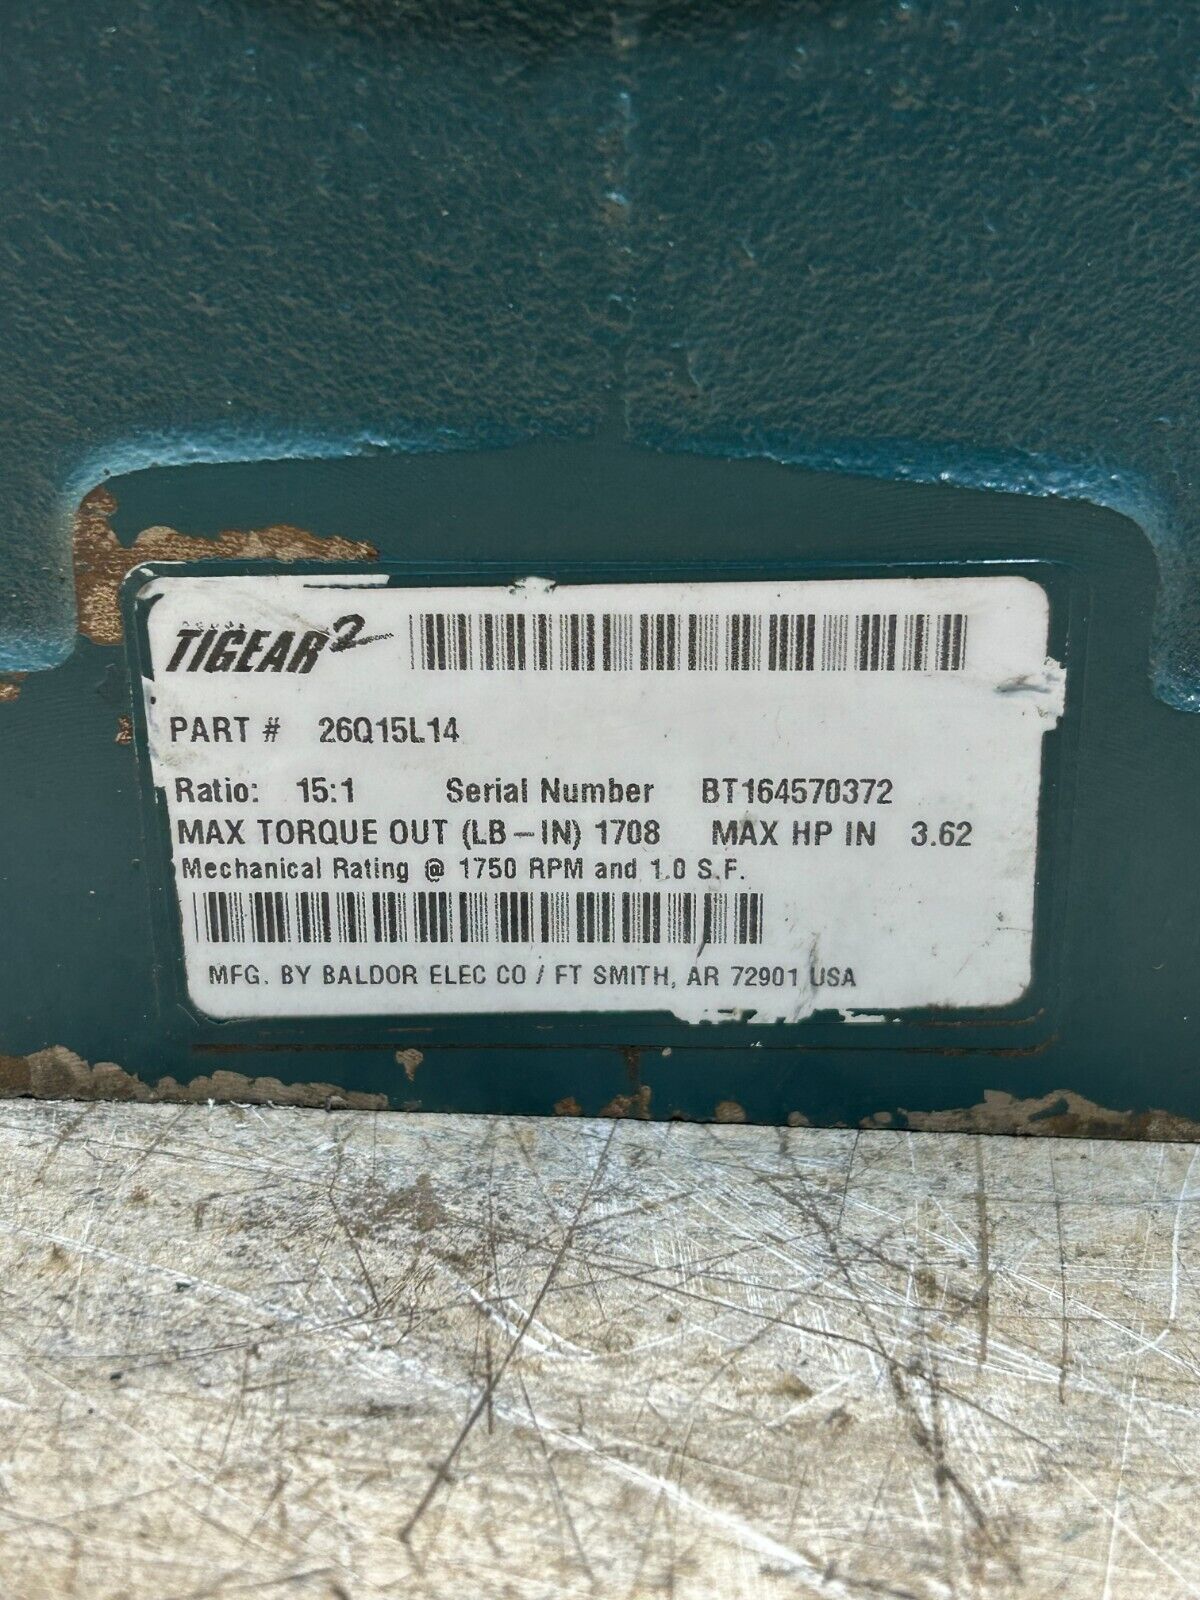 TIGEAR 2
PART # 26Q15L14
Ratio: 15:1 Serial Number BT164570372
MAX TORQUE OUT (LB-IN) 1708 MAX HP IN 3.62
Mechanical Rating @ 1750 RPM and 1.0 S.F.
MFG. BY BALDOR ELEC CO / FT SMITH, AR 72901 USA